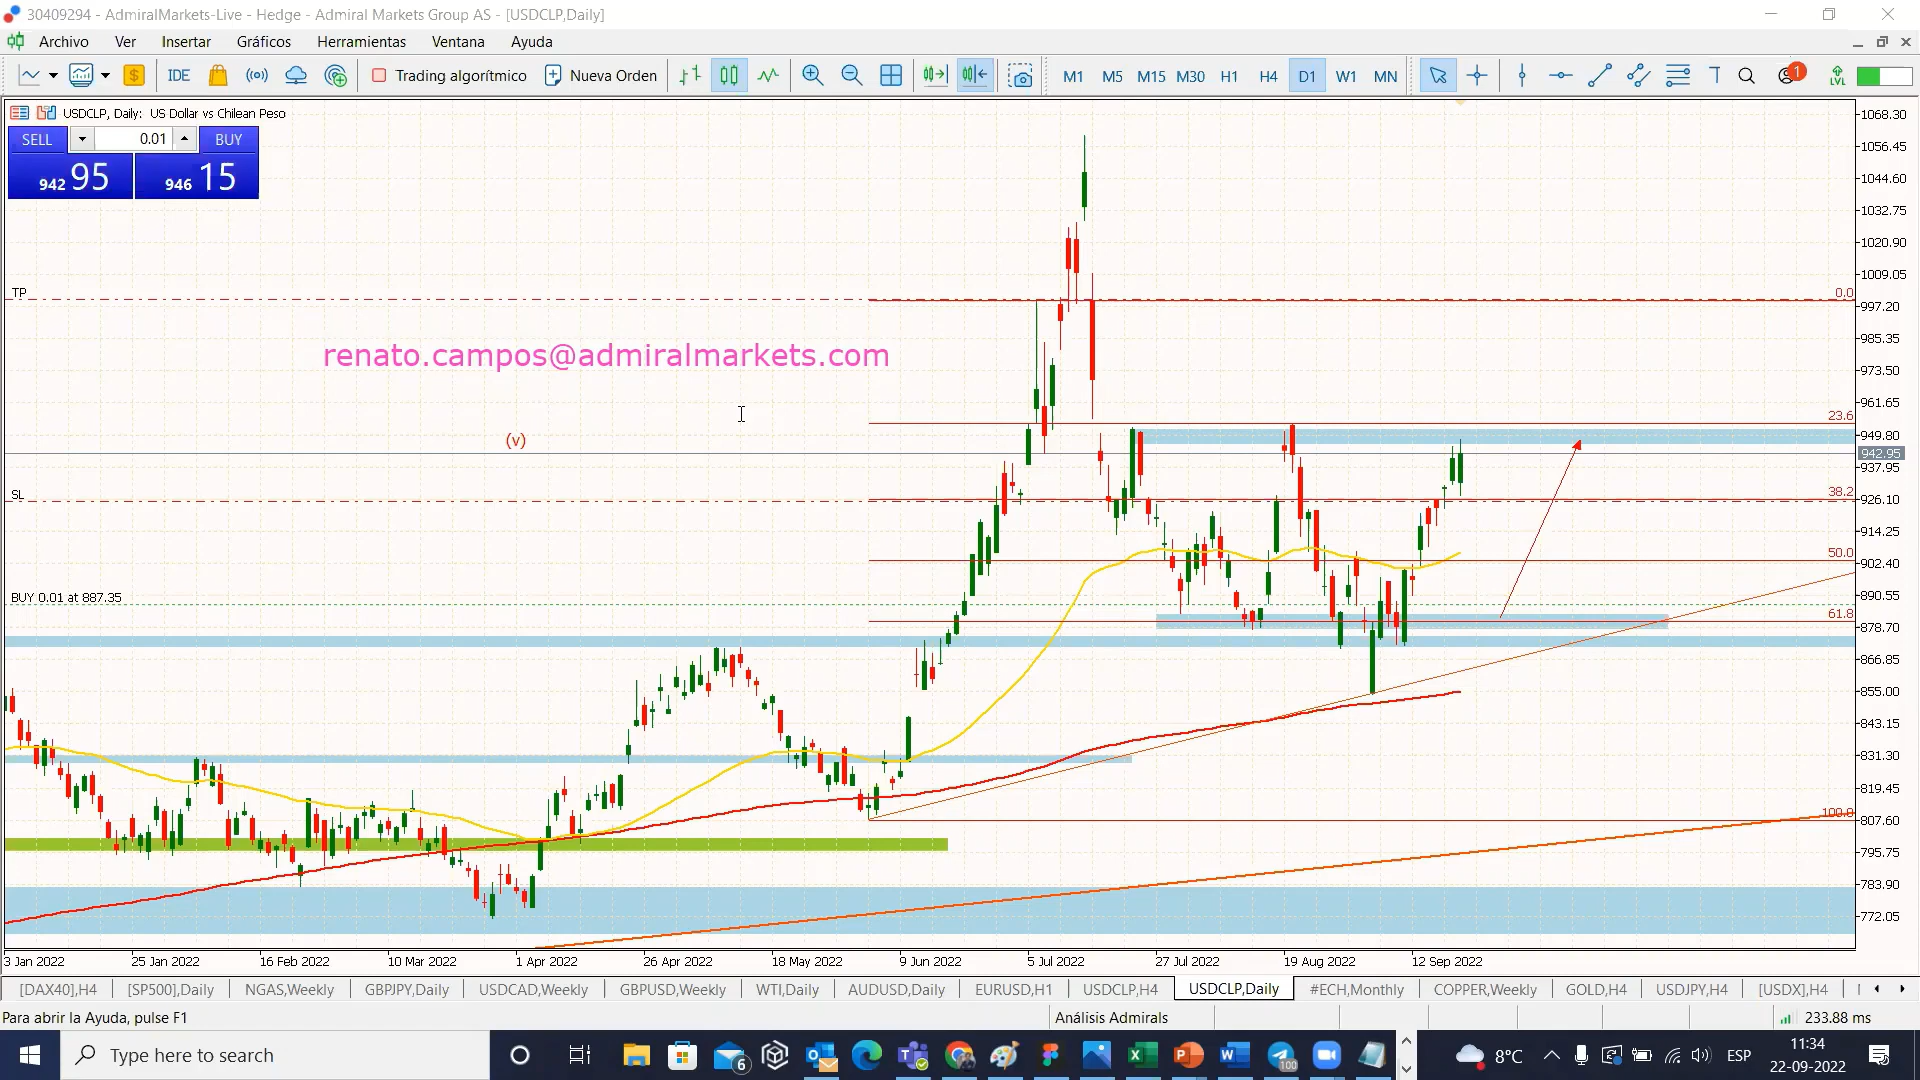 30409294 - AdmiralMarkets-Live - Hedge - Admiral Markets Group AS - [USDCLP,Daily]
Archivo Ver Insertar Gráficos Herramientas Ventana Ayuda
IDE Trading algorítmico Nueva Orden M1 M5 M15 M30 H1 H4 D1 W1 MN T 1 LVL
USDCLP, Daily: US Dollar vs Chilean Peso
SELL 0.01 BUY
942 95 946 15
1068.30
1056.45
1044.60
1032.75
1020.90
1009.05
TP 0.0
997.20
985.35
renato.campos@admiralmarkets.com
973.50
961.65
23.6
(v) 949.80
942.95
937.95
SL 38.2
926.10
914.25
50.0
902.40
BUY 0.01 at 887.35 890.55
61.8
878.70
866.85
855.00
843.15
831.30
819.45
100.0
807.60
795.75
783.90
772.05
3 Jan 2022 25 Jan 2022 16 Feb 2022 10 Mar 2022 1 Apr 2022 26 Apr 2022 18 May 2022 9 Jun 2022 5 Jul 2022 27 Jul 2022 19 Aug 2022 12 Sep 2022
[DAX40],H4 [SP500],Daily NGAS,Weekly GBPJPY,Daily USDCAD,Weekly GBPUSD,Weekly WTI,Daily AUDUSD,Daily EURUSD,H1 USDCLP,H4 USDCLP,Daily #ECH,Monthly COPPER,Weekly GOLD,H4 USDJPY,H4 [USDX],H4
Para abrir la Ayuda, pulse F1 Análisis Admirals 233.88 ms
Type here to search 6 100 8°C ESP 11:34
22-09-2022